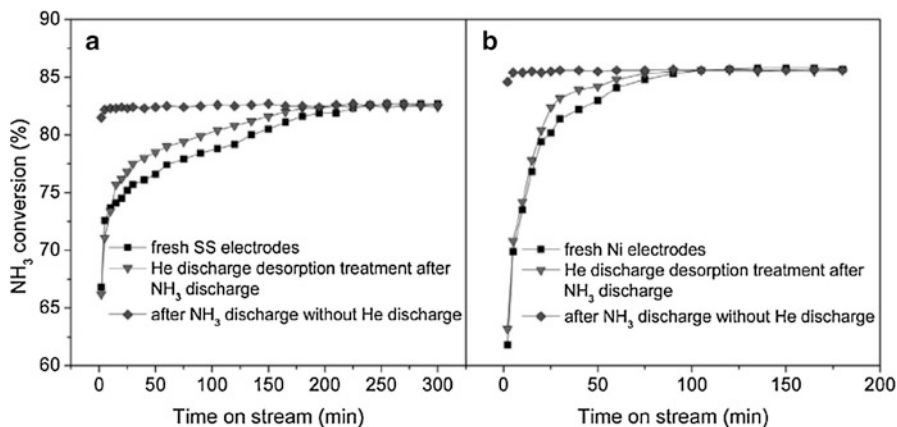 a
b
90
85
80
75
70
65
60
NH₃ conversion (%)
fresh SS electrodes
He discharge desorption treatment after
NH₃ discharge
after NH₃ discharge without He discharge
fresh Ni electrodes
He discharge desorption treatment after
NH₃ discharge
after NH₃ discharge without He discharge
0 50 100 150 200 250 300
0 50 100 150 200
Time on stream (min)
Time on stream (min)